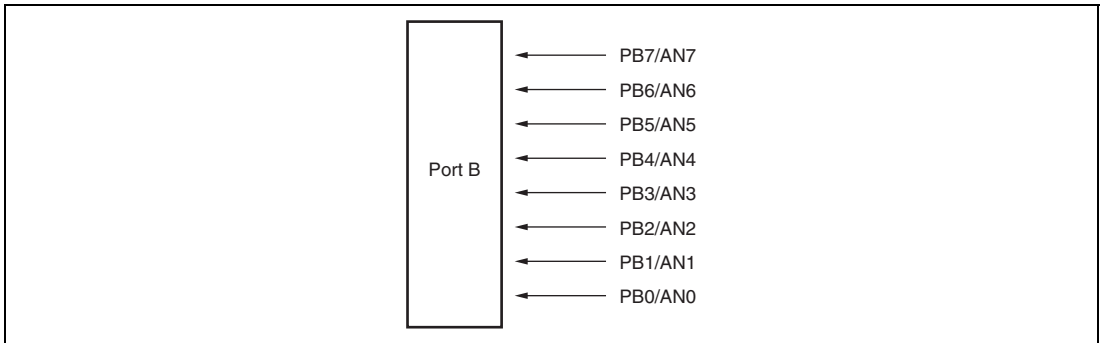 PB7/AN7
PB6/AN6
PB5/AN5
PB4/AN4
Port B
PB3/AN3
PB2/AN2
PB1/AN1
PB0/AN0